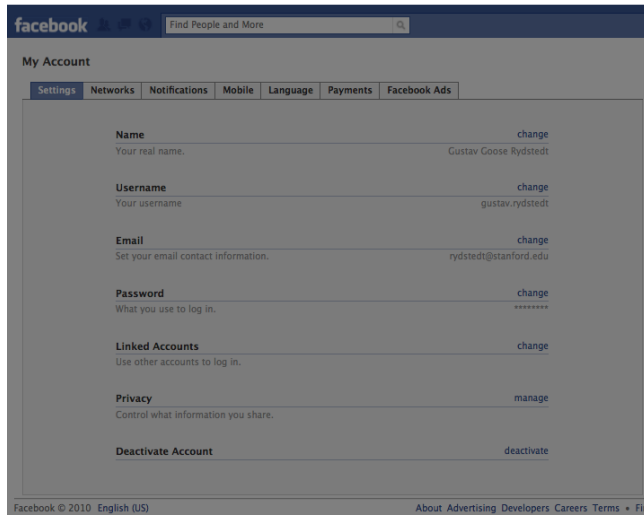 facebook Find People and More
My Account
Settings Networks Notifications Mobile Language Payments Facebook Ads
Name change
Your real name. Gustav Goose Rydstedt
Username change
Your username gustav.rydstedt
Email change
Set your email contact information. rydstedt@stanford.edu
Password change
What you use to log in. ********
Linked Accounts change
Use other accounts to log in.
Privacy manage
Control what information you share.
Deactivate Account deactivate
Facebook © 2010 English (US) About Advertising Developers Careers Terms •